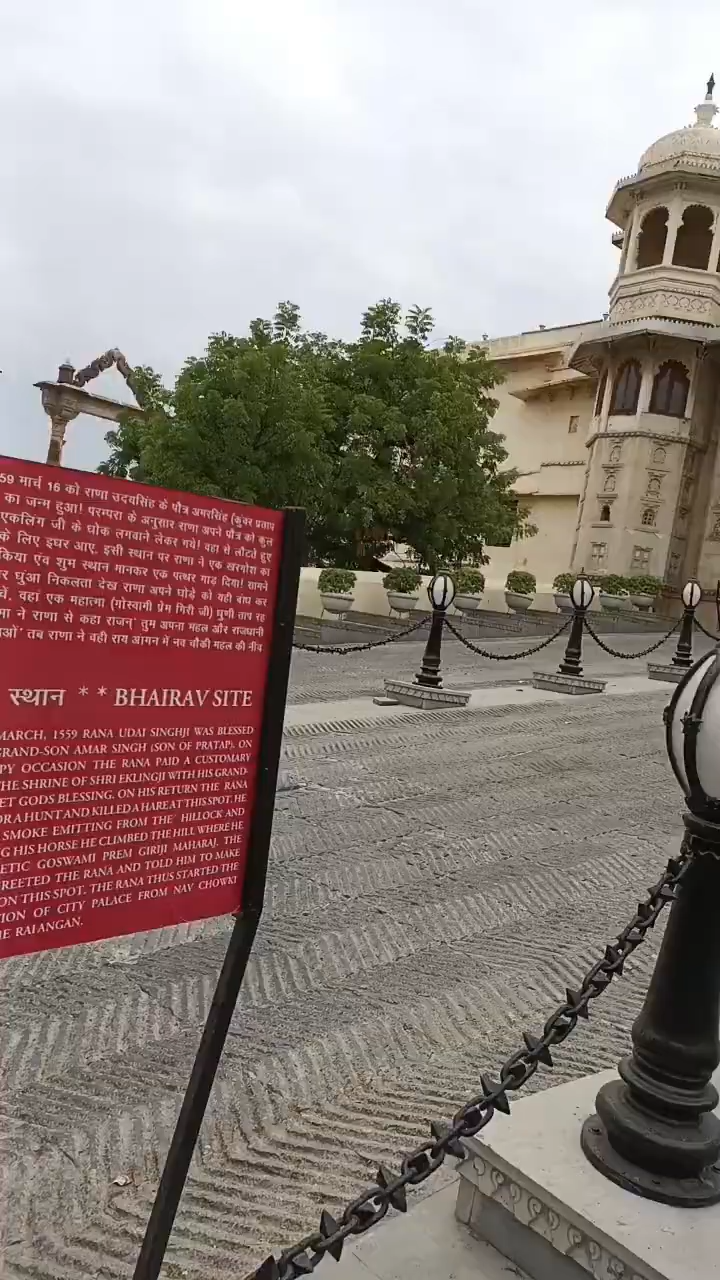 59 मार्च 16 को राणा उदयसिंह के पौत्र अमरसिंह (कुंवर प्रताप
का जन्म हुआ! परम्परा के अनुसार राणा अपने पौत्र को कुल
एकलिंग जी के धोक लगवाने लेकर गये! वहा से लौटते हुए
के लिए इधर आए. इसी स्थान पर राणा ने एक खरगोश का
किया एंव शुभ स्थान मानकर एक पत्थर गाड़ दिया! सामने
र धुंआ निकलता देख राणा अपने घोड़े को यही बांध कर
चें. वहां एक महात्मा (गोस्वामी प्रेम गिरी जी) धुणी ताप रह
मा ने राणा से कहा राजन् तुम अपना महल और राजधानी
ाओं" तब राणा ने वही राय आंगन में नव चौकी महल की नींव
स्थान ** BHAIRAV SITE
MARCH, 1559 RANA UDAI SINGHJI WAS BLESSED
GRAND-SON AMAR SINGH (SON OF PRATAP). ON
PY OCCASION THE RANA PAID A CUSTOMARY
THE SHRINE OF SHRI EKLINGJI WITH HIS GRAND-
ET GODS BLESSING. ON HIS RETURN THE RANA
OR A HUNT AND KILLED A HARE AT THIS SPOT. HE
SMOKE EMITTING FROM THE HILLOCK AND
G HIS HORSE HE CLIMBED THE HILL WHERE HE
ETIC GOSWAMI PREM GIRIJI MAHARAJ. THE
REETED THE RANA AND TOLD HIM TO MAKE
ON THIS SPOT. THE RANA THUS STARTED THE
TION OF CITY PALACE FROM NAV CHOWKI
E RAI ANGAN.